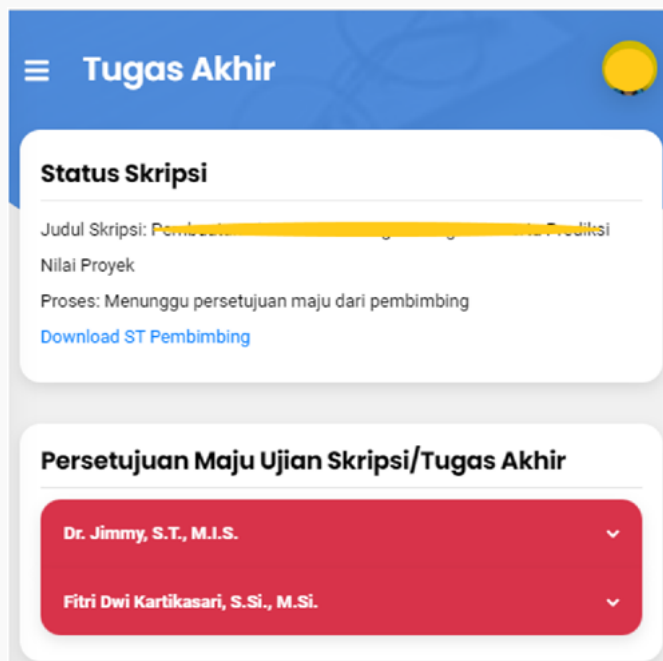 Tugas Akhir
Status Skripsi
Judul Skripsi: Prediksi
Nilai Proyek
Proses: Menunggu persetujuan maju dari pembimbing
Download ST Pembimbing
Persetujuan Maju Ujian Skripsi/Tugas Akhir
Dr. Jimmy, S.T., M.I.S.
Fitri Dwi Kartikasari, S.Si., M.Si.